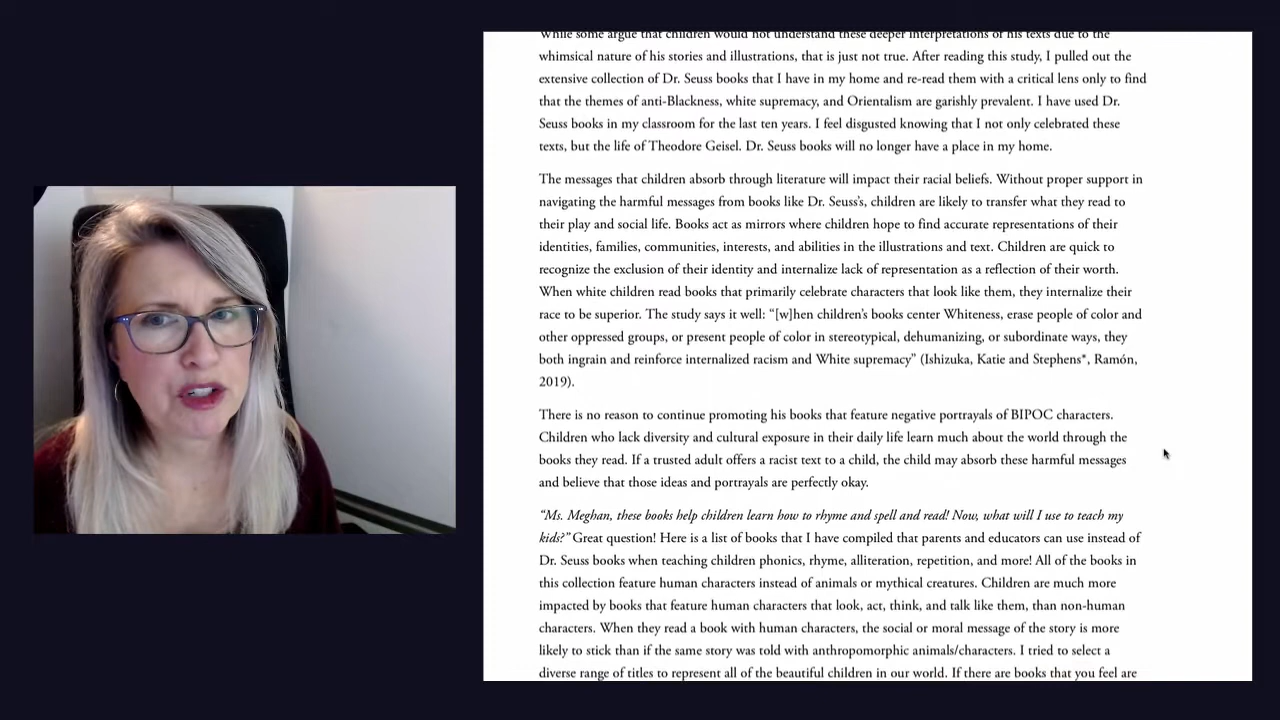 While some argue that children would not understand these deeper interpretations of his texts due to the
whimsical nature of his stories and illustrations, that is just not true. After reading this study, I pulled out the
extensive collection of Dr. Seuss books that I have in my home and re-read them with a critical lens only to find
that the themes of anti-Blackness, white supremacy, and Orientalism are garishly prevalent. I have used Dr.
Seuss books in my classroom for the last ten years. I feel disgusted knowing that I not only celebrated these
texts, but the life of Theodore Geisel. Dr. Seuss books will no longer have a place in my home.
The messages that children absorb through literature will impact their racial beliefs. Without proper support in
navigating the harmful messages from books like Dr. Seuss’s, children are likely to transfer what they read to
their play and social life. Books act as mirrors where children hope to find accurate representations of their
identities, families, communities, interests, and abilities in the illustrations and text. Children are quick to
recognize the exclusion of their identity and internalize lack of representation as a reflection of their worth.
When white children read books that primarily celebrate characters that look like them, they internalize their
race to be superior. The study says it well: “[w]hen children’s books center Whiteness, erase people of color and
other oppressed groups, or present people of color in stereotypical, dehumanizing, or subordinate ways, they
both ingrain and reinforce internalized racism and White supremacy” (Ishizuka, Katie and Stephens*, Ramón,
2019).
There is no reason to continue promoting his books that feature negative portrayals of BIPOC characters.
Children who lack diversity and cultural exposure in their daily life learn much about the world through the
books they read. If a trusted adult offers a racist text to a child, the child may absorb these harmful messages
and believe that those ideas and portrayals are perfectly okay.
“Ms. Meghan, these books help children learn how to rhyme and spell and read! Now, what will I use to teach my
kids?” Great question! Here is a list of books that I have compiled that parents and educators can use instead of
Dr. Seuss books when teaching children phonics, rhyme, alliteration, repetition, and more! All of the books in
this collection feature human characters instead of animals or mythical creatures. Children are much more
impacted by books that feature human characters that look, act, think, and talk like them, than non-human
characters. When they read a book with human characters, the social or moral message of the story is more
likely to stick than if the same story was told with anthropomorphic animals/characters. I tried to select a
diverse range of titles to represent all of the beautiful children in our world. If there are books that you feel are